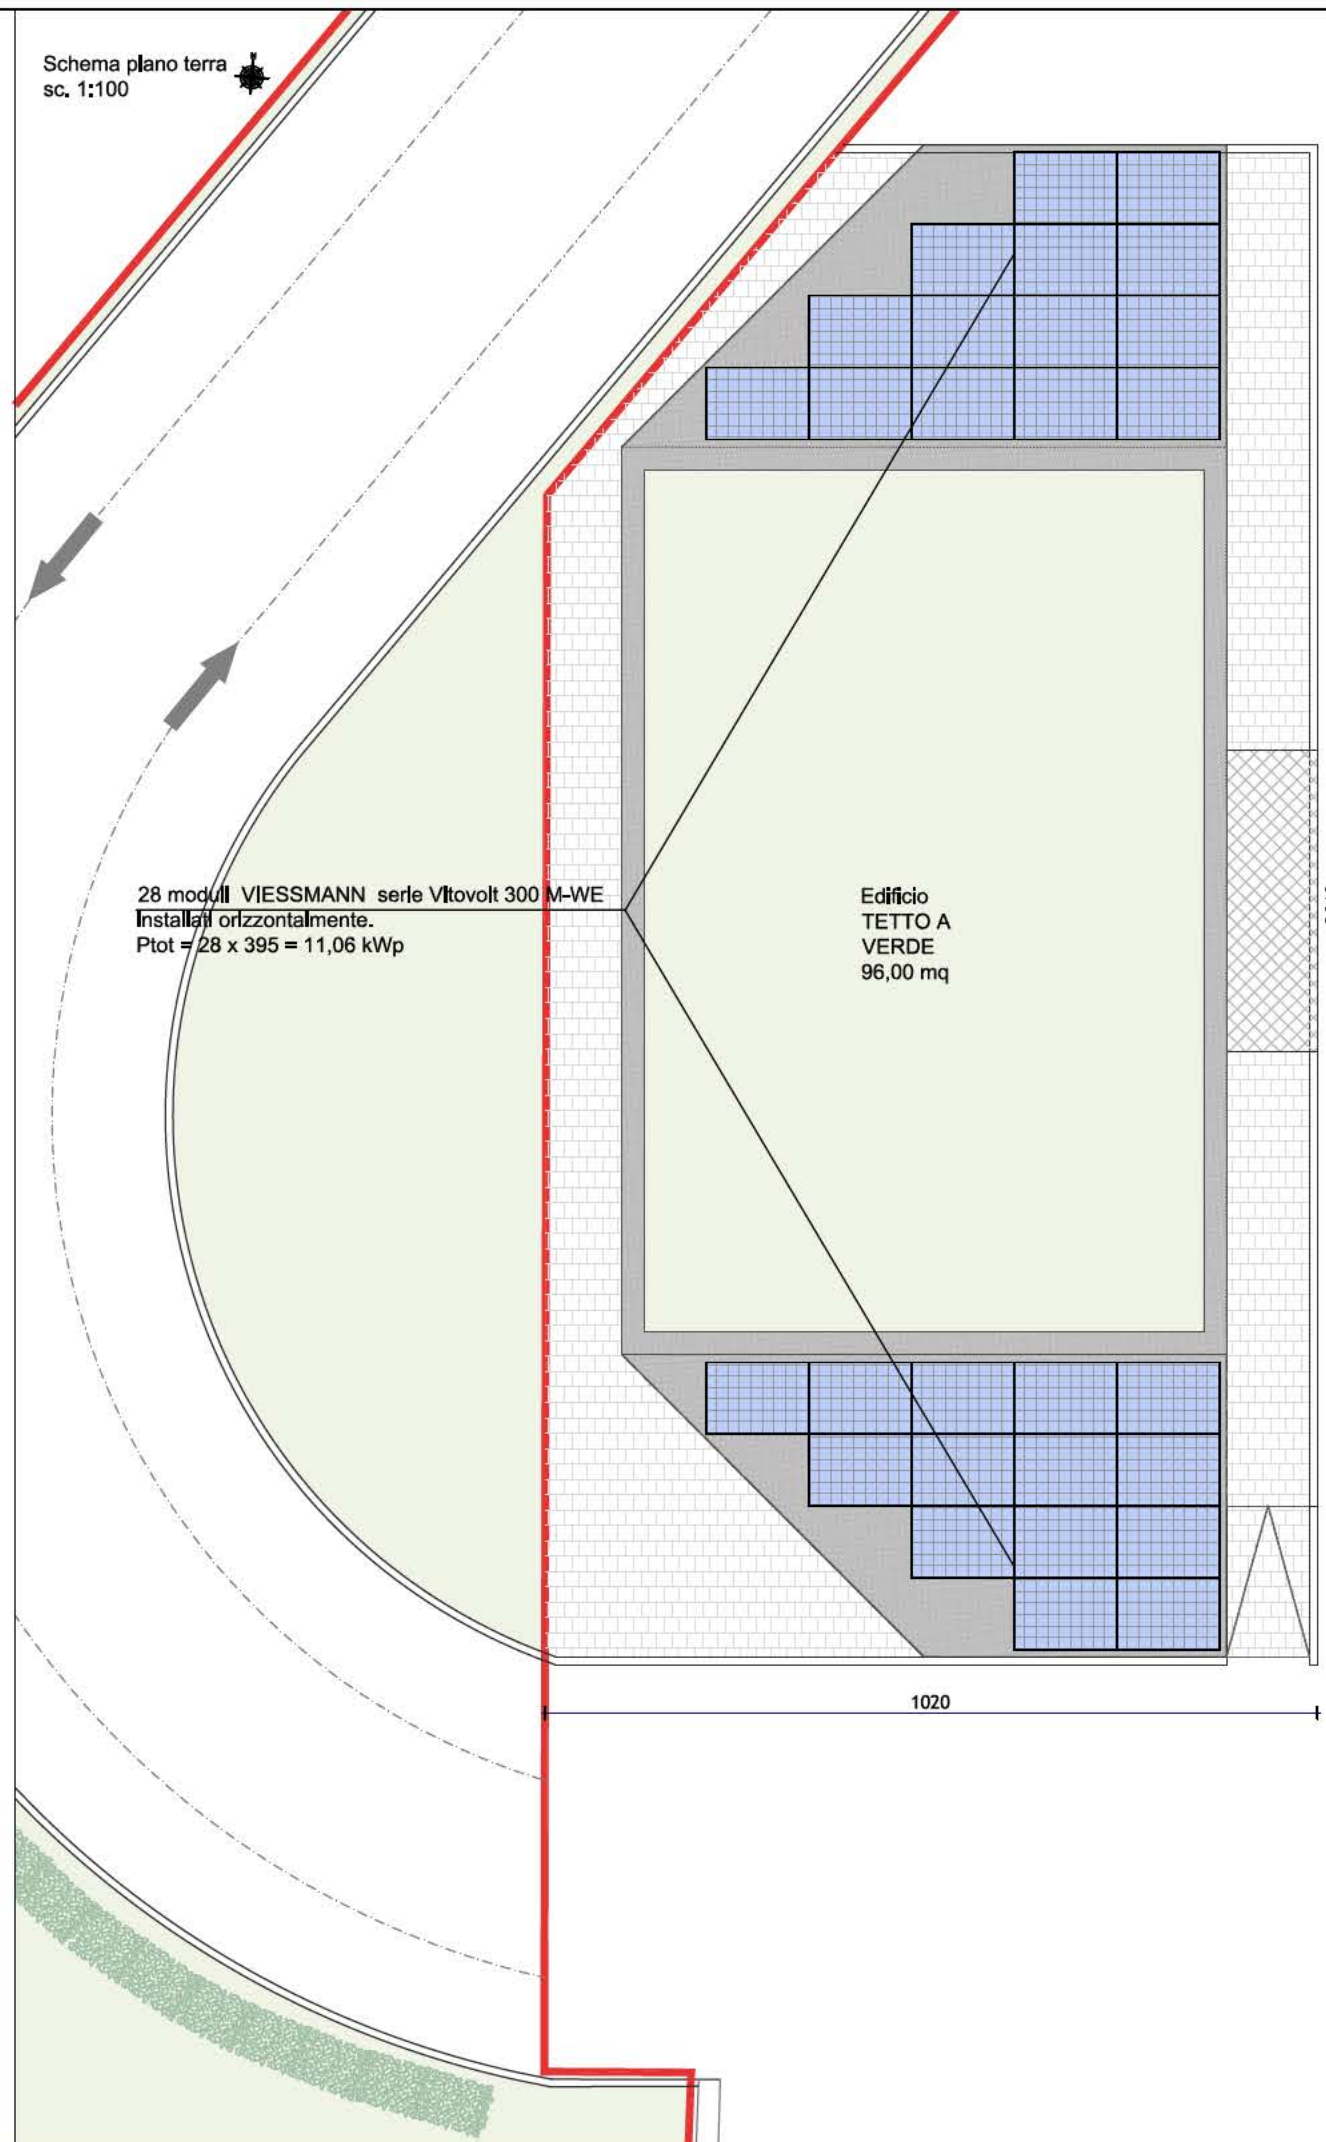 Schema piano terra
sc. 1:100
N
28 moduli VIESSMANN serie Vitovolt 300 M-WE
Installati orizzontalmente.
Ptot = 28 x 395 = 11,06 kWp
Edificio
TETTO A
VERDE
96,00 mq
1020